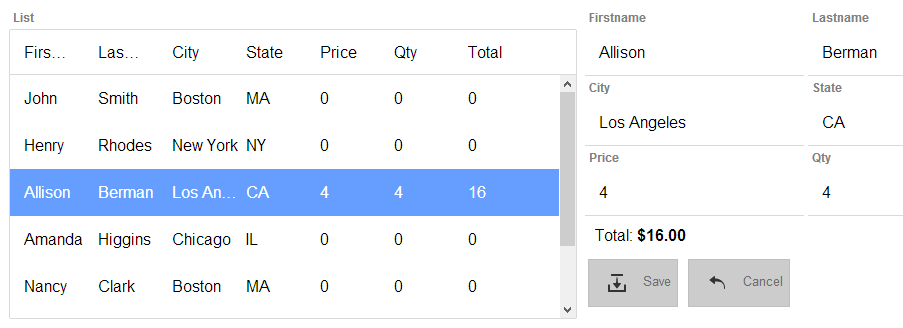 List
Firs... Las... City State Price Qty Total
John Smith Boston MA 0 0 0
Henry Rhodes New York NY 0 0 0
Allison Berman Los An... CA 4 4 16
Amanda Higgins Chicago IL 0 0 0
Nancy Clark Boston MA 0 0 0
Firstname Lastname
Allison Berman
City State
Los Angeles CA
Price Qty
4 4
Total: $16.00
Save Cancel